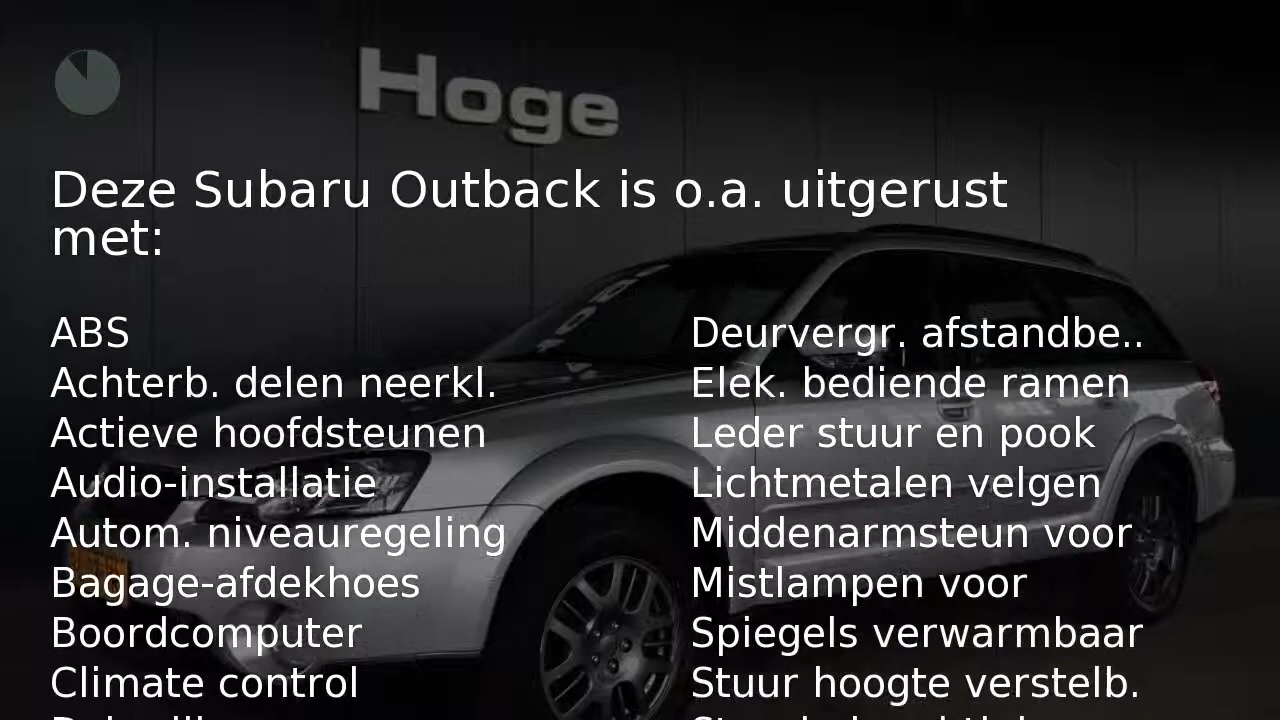 Hoge
Deze Subaru Outback is o.a. uitgerust
met:
ABS
Achterb. delen neerkl.
Actieve hoofdsteunen
Audio-installatie
Autom. niveauregeling
Bagage-afdekhoes
Boordcomputer
Climate control
Deurvergr. afstandbe..
Elek. bediende ramen
Leder stuur en pook
Lichtmetalen velgen
Middenarmsteun voor
Mistlampen voor
Spiegels verwarmbaar
Stuur hoogte verstelb.